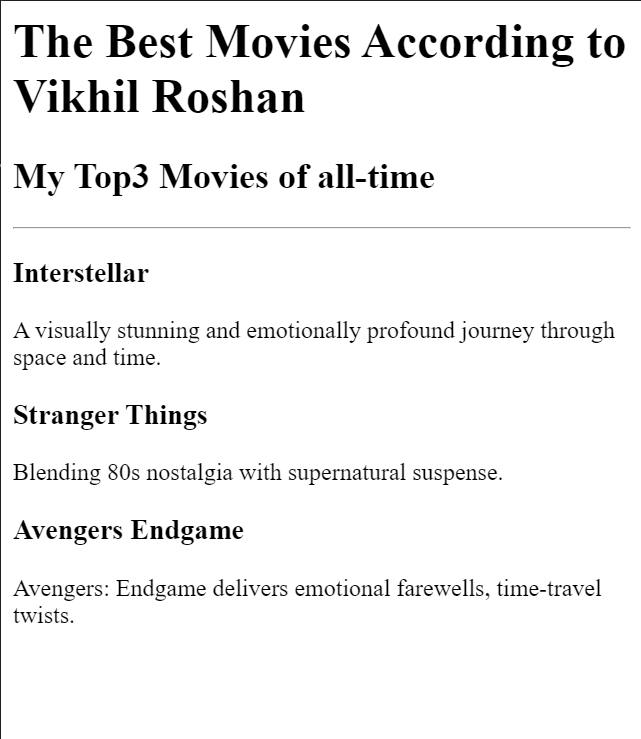 The Best Movies According to
Vikhil Roshan
My Top3 Movies of all-time
Interstellar
A visually stunning and emotionally profound journey through
space and time.
Stranger Things
Blending 80s nostalgia with supernatural suspense.
Avengers Endgame
Avengers: Endgame delivers emotional farewells, time-travel
twists.